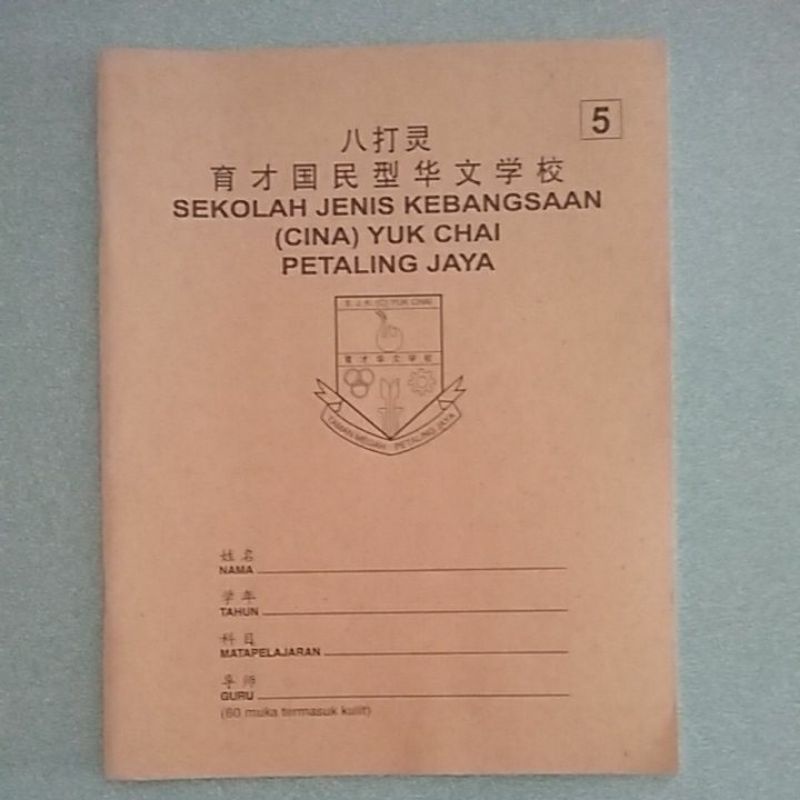 5
八打灵
育才国民型华文学校
SEKOLAH JENIS KEBANGSAAN
(CINA) YUK CHAI
PETALING JAYA
S.J.K.(C) YUK CHAI
育才华文学校
TAMAN MEGAH - PETALING JAYA
姓名
NAMA
学年
TAHUN
科目
MATAPELAJARAN
导师
GURU
(60 muka termasuk kulit)